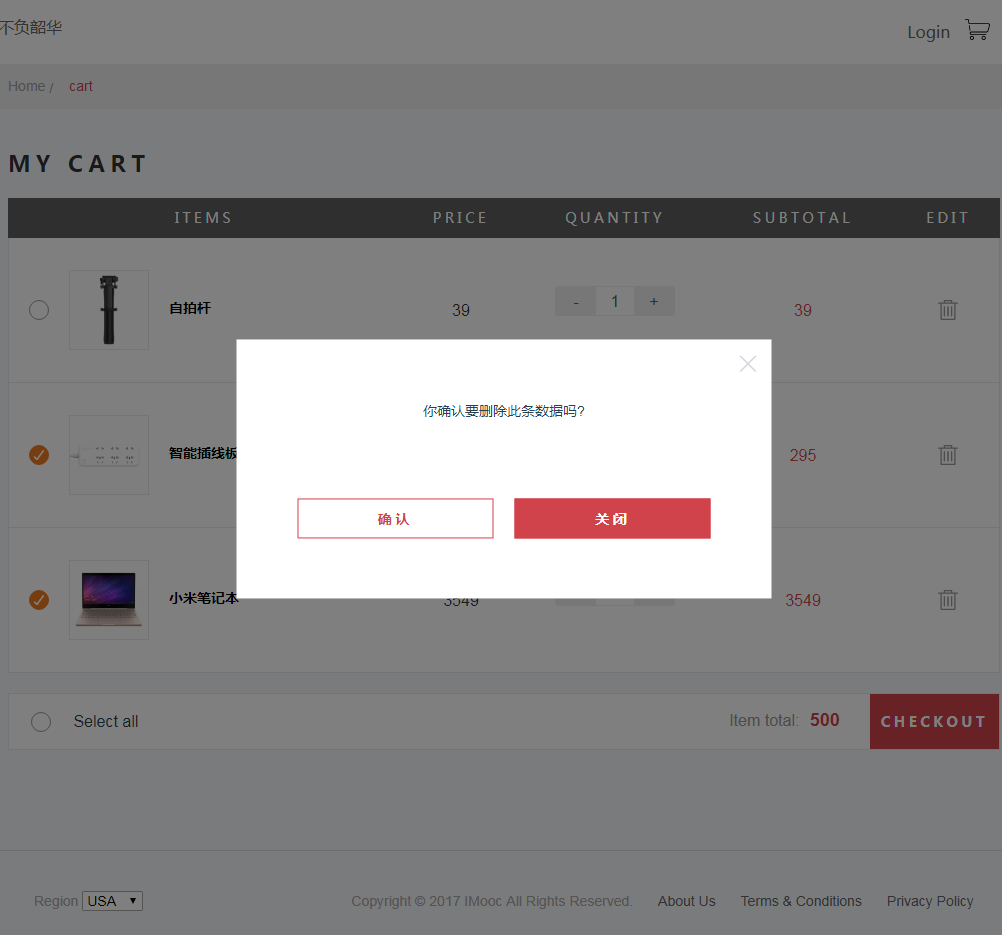 不负韶华
Login
Home / cart
MY CART
ITEMS PRICE QUANTITY SUBTOTAL EDIT
自拍杆 39 - 1 + 39
你确认要删除此条数据吗?
智能插线板 295
确认 关闭
小米笔记本 3549 3549
Select all Item total: 500 CHECKOUT
Region USA Copyright © 2017 IMooc All Rights Reserved. About Us Terms & Conditions Privacy Policy